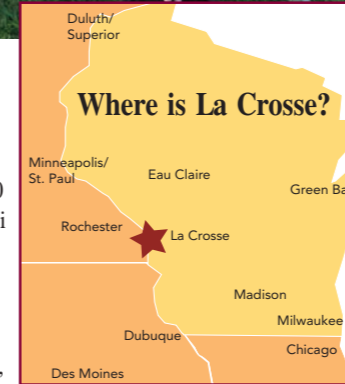 Duluth/
Superior
Where is La Crosse?
Minneapolis/
St. Paul
Eau Claire
Green Ba
)
i
Rochester
La Crosse
Madison
Milwaukee
Dubuque
Chicago
,
Des Moines